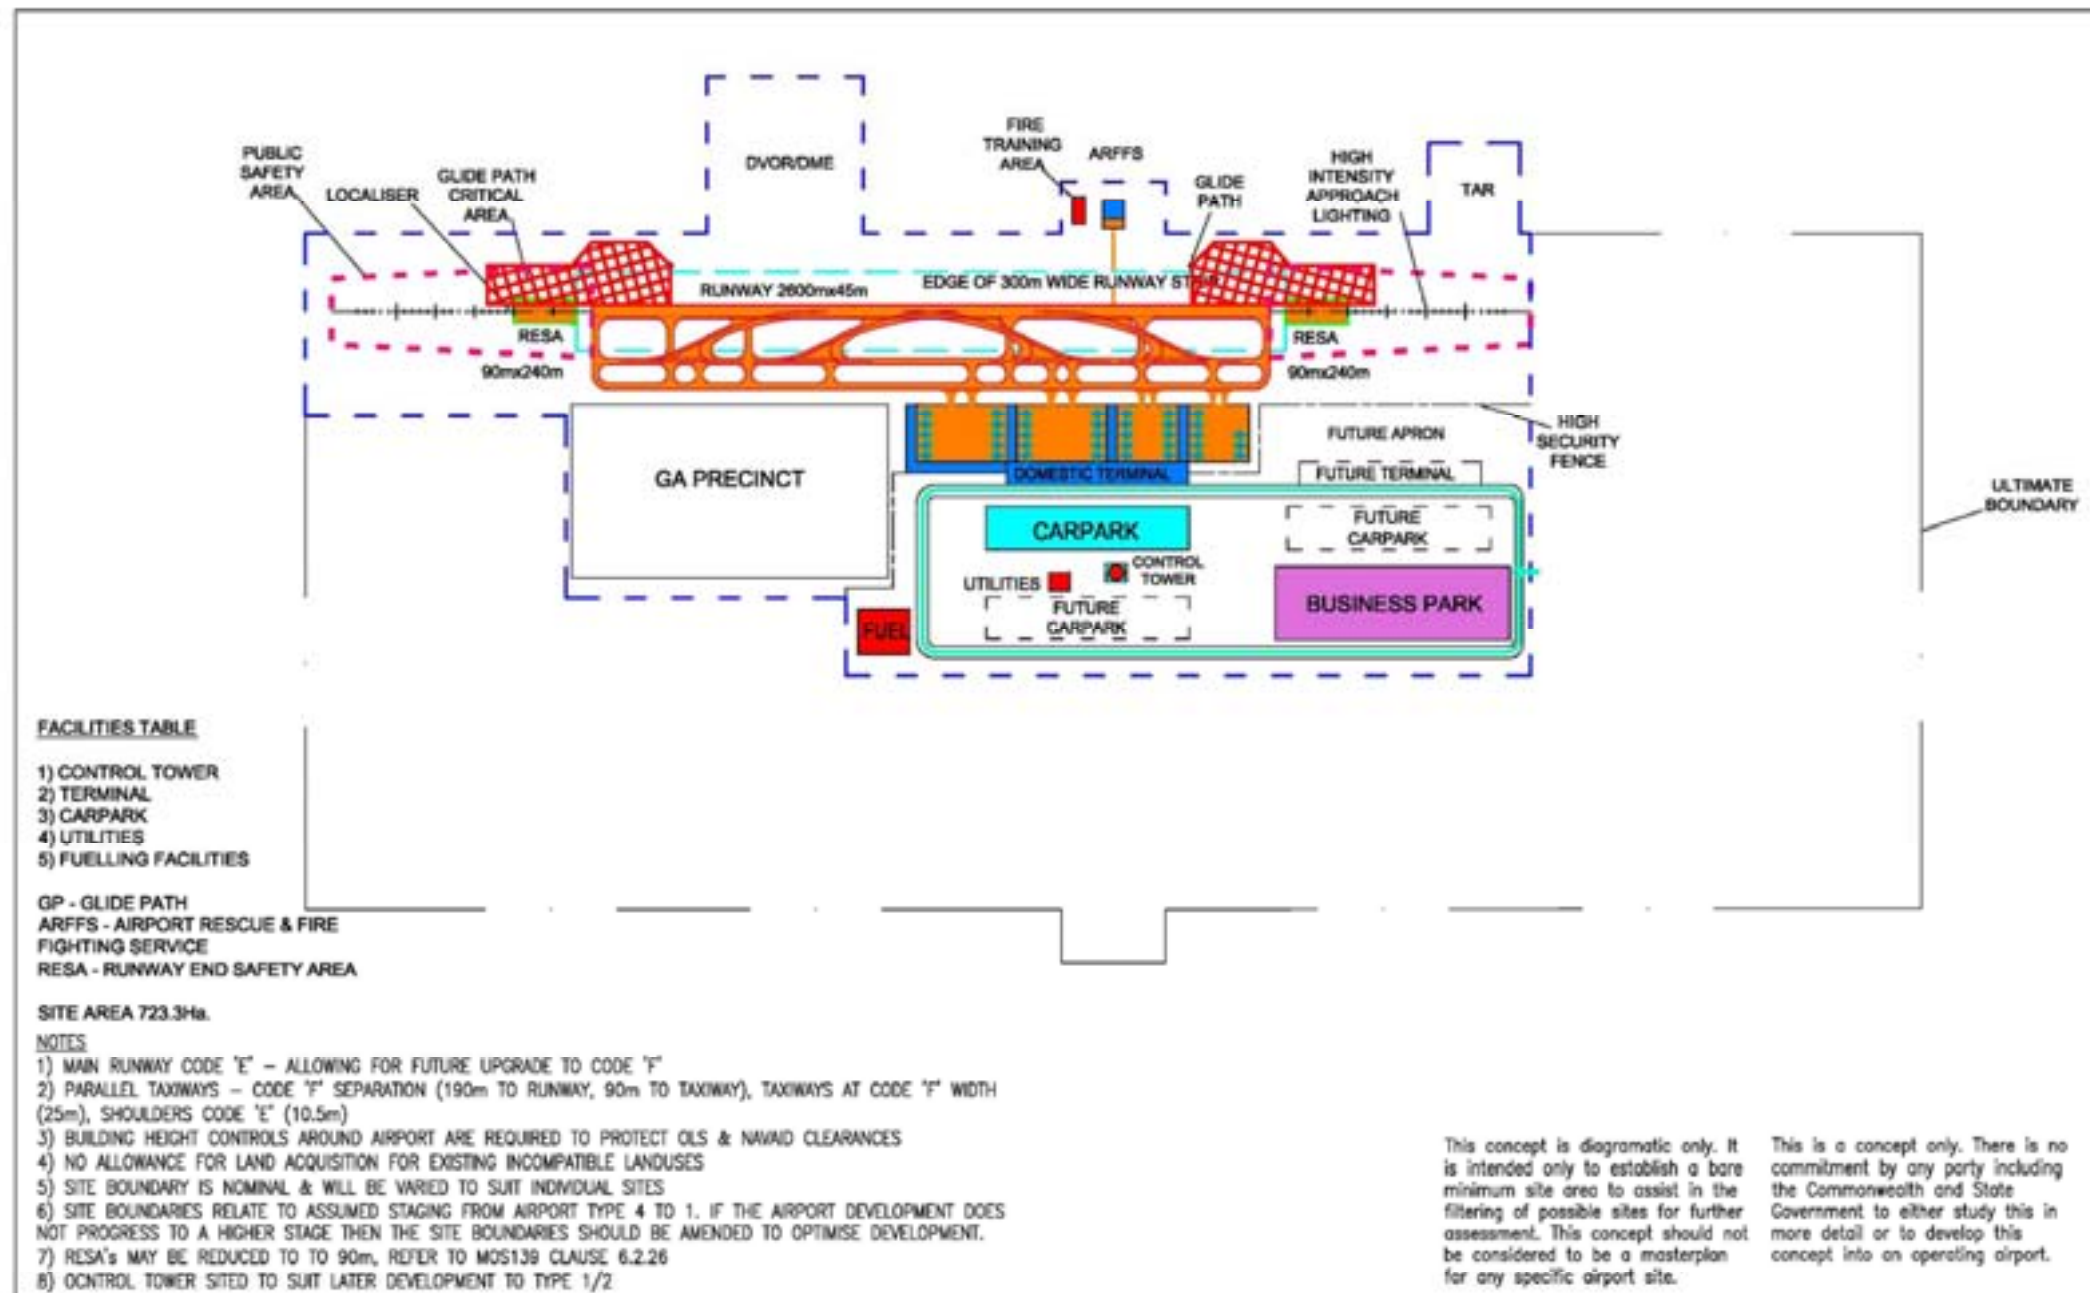 PUBLIC
SAFETY
AREA
LOCALISER
GLIDE PATH
CRITICAL
AREA
DVOR/DME
FIRE
TRAINING
AREA
ARFFS
GLIDE
PATH
HIGH
INTENSITY
APPROACH
LIGHTING
TAR
RUNWAY 2600mx45m
EDGE OF 300m WIDE RUNWAY
RESA
90mx240m
RESA
90mx240m
GA PRECINCT
FUTURE APRON
HIGH
SECURITY
FENCE
DOMESTIC TERMINAL
FUTURE TERMINAL
ULTIMATE
BOUNDARY
CARPARK
FUTURE
CARPARK
CONTROL
TOWER
UTILITIES
FUTURE
CARPARK
BUSINESS PARK
FUEL
FACILITIES TABLE
1) CONTROL TOWER
2) TERMINAL
3) CARPARK
4) UTILITIES
5) FUELLING FACILITIES
GP - GLIDE PATH
ARFFS - AIRPORT RESCUE & FIRE
FIGHTING SERVICE
RESA - RUNWAY END SAFETY AREA
SITE AREA 723.3Ha.
NOTES
1) MAIN RUNWAY CODE "E" – ALLOWING FOR FUTURE UPGRADE TO CODE "F"
2) PARALLEL TAXIWAYS – CODE "F" SEPARATION (190m TO RUNWAY, 90m TO TAXIWAY), TAXIWAYS AT CODE "F" WIDTH
(25m), SHOULDERS CODE "E" (10.5m)
3) BUILDING HEIGHT CONTROLS AROUND AIRPORT ARE REQUIRED TO PROTECT OLS & NAVAID CLEARANCES
4) NO ALLOWANCE FOR LAND ACQUISITION FOR EXISTING INCOMPATIBLE LANDUSES
5) SITE BOUNDARY IS NOMINAL & WILL BE VARIED TO SUIT INDIVIDUAL SITES
6) SITE BOUNDARIES RELATE TO ASSUMED STAGING FROM AIRPORT TYPE 4 TO 1. IF THE AIRPORT DEVELOPMENT DOES
NOT PROGRESS TO A HIGHER STAGE THEN THE SITE BOUNDARIES SHOULD BE AMENDED TO OPTIMISE DEVELOPMENT.
7) RESA's MAY BE REDUCED TO TO 90m, REFER TO MOS139 CLAUSE 6.2.26
8) OCNTROL TOWER SITED TO SUIT LATER DEVELOPMENT TO TYPE 1/2
This concept is diagramatic only. It
is intended only to establish a bare
minimum site area to assist in the
filtering of possible sites for further
assessment. This concept should not
be considered to be a masterplan
for any specific airport site.
This is a concept only. There is no
commitment by any party including
the Commonwealth and State
Government to either study this in
more detail or to develop this
concept into an operating airport.